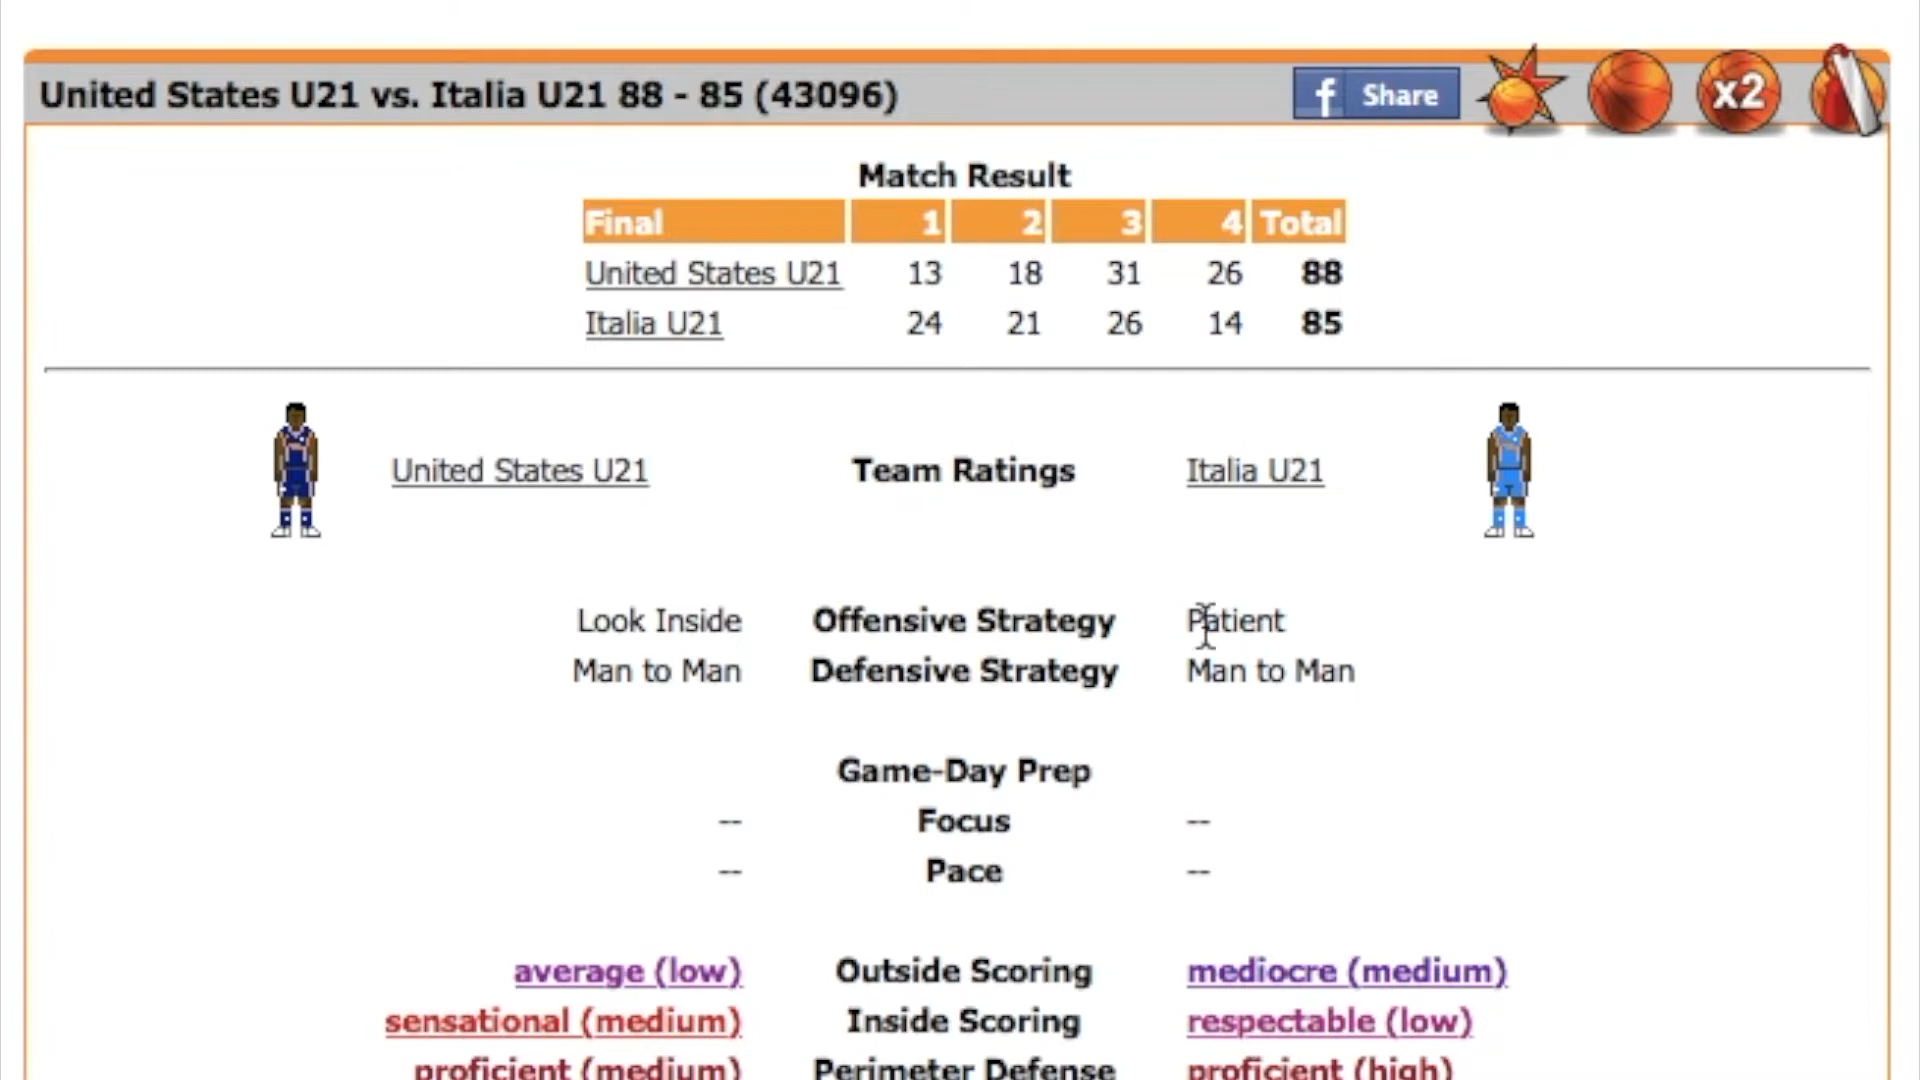 United States U21 vs. Italia U21 88 - 85 (43096)
f Share
x2
Match Result
Final 1 2 3 4 Total
United States U21 13 18 31 26 88
Italia U21 24 21 26 14 85
United States U21 Team Ratings Italia U21
Look Inside Offensive Strategy Patient
Man to Man Defensive Strategy Man to Man
Game-Day Prep
-- Focus --
-- Pace --
average (low) Outside Scoring mediocre (medium)
sensational (medium) Inside Scoring respectable (low)
proficient (medium) Perimeter Defense proficient (high)